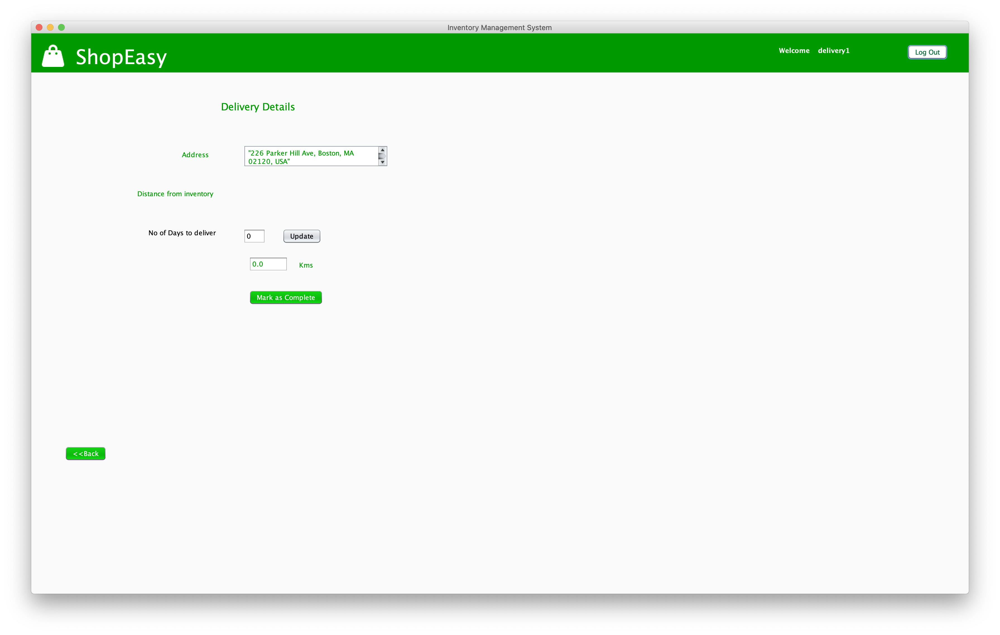 Inventory Management System
ShopEasy
Welcome delivery1
Log Out
Delivery Details
Address
"226 Parker Hill Ave, Boston, MA
02120, USA"
Distance from inventory
No of Days to deliver
0
Update
0.0
Kms
Mark as Complete
<<Back